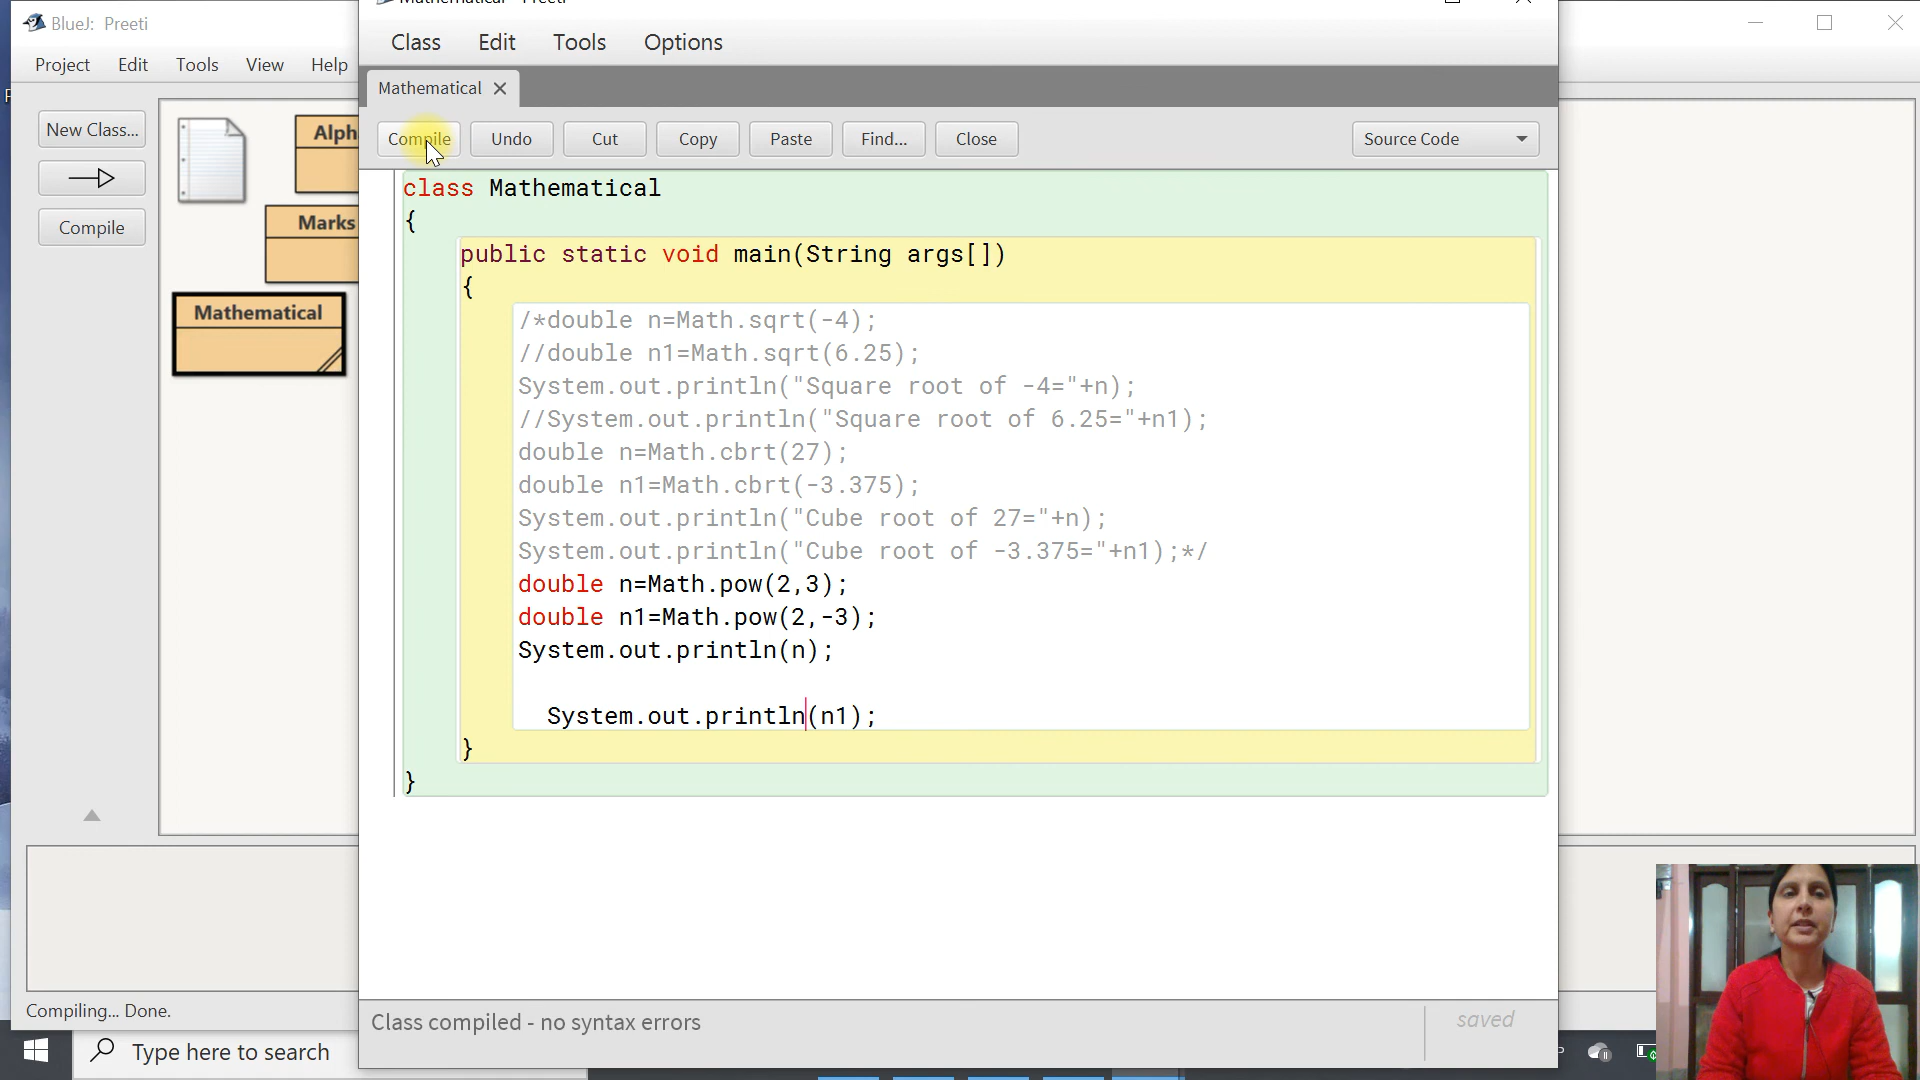 BlueJ: Preeti
Project Edit Tools View Help
New Class...
Compile
Alph
Marks
Mathematical
Compiling... Done.
Type here to search
Mathematical - Preeti
Class Edit Tools Options
Mathematical
Compile Undo Cut Copy Paste Find... Close Source Code
class Mathematical
{
public static void main(String args[])
{
/*double n=Math.sqrt(-4);
//double n1=Math.sqrt(6.25);
System.out.println("Square root of -4="+n);
//System.out.println("Square root of 6.25="+n1);
double n=Math.cbrt(27);
double n1=Math.cbrt(-3.375);
System.out.println("Cube root of 27="+n);
System.out.println("Cube root of -3.375="+n1);*/
double n=Math.pow(2,3);
double n1=Math.pow(2,-3);
System.out.println(n);
System.out.println(n1);
}
}
Class compiled - no syntax errors
saved